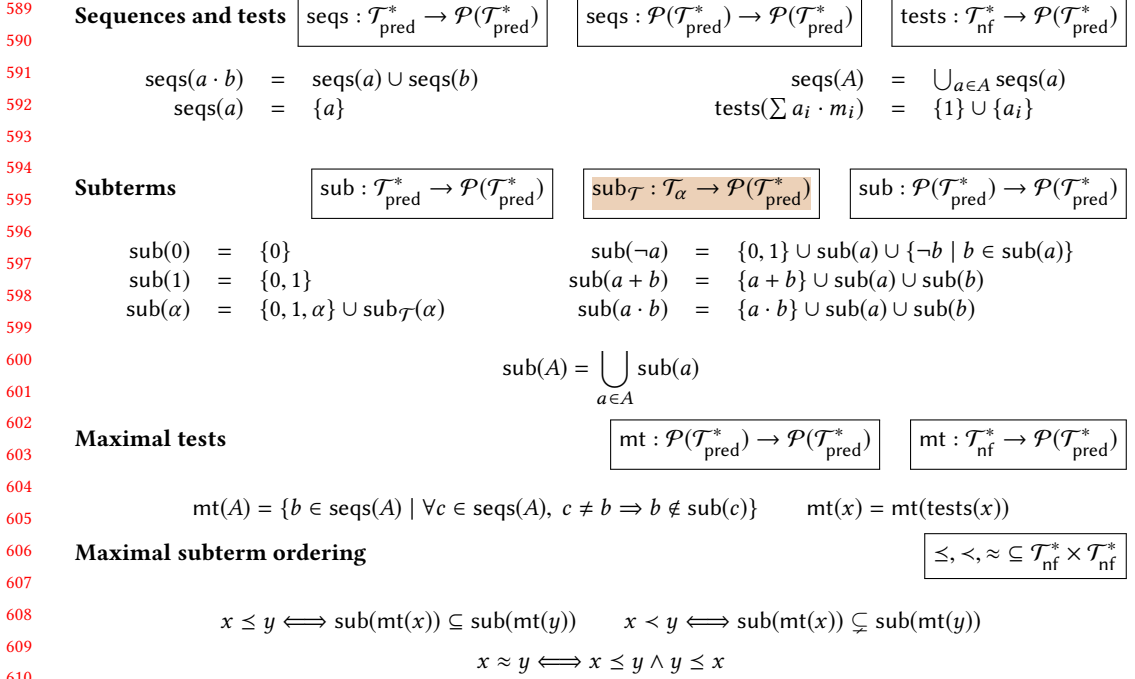 589 Sequences and tests seqs : 𝒯*pred → 𝒫(𝒯*pred) seqs : 𝒫(𝒯*pred) → 𝒫(𝒯*pred) tests : 𝒯*nf → 𝒫(𝒯*pred)
590
591 seqs(a · b) = seqs(a) ∪ seqs(b) seqs(A) = ⋃a∈A seqs(a)
592 seqs(a) = {a} tests(∑ ai · mi) = {1} ∪ {ai}
593
594
595 Subterms sub : 𝒯*pred → 𝒫(𝒯*pred) sub𝒯 : 𝒯α → 𝒫(𝒯*pred) sub : 𝒫(𝒯*pred) → 𝒫(𝒯*pred)
596
597 sub(0) = {0} sub(¬a) = {0, 1} ∪ sub(a) ∪ {¬b | b ∈ sub(a)}
598 sub(1) = {0, 1} sub(a + b) = {a + b} ∪ sub(a) ∪ sub(b)
599 sub(α) = {0, 1, α} ∪ sub𝒯(α) sub(a · b) = {a · b} ∪ sub(a) ∪ sub(b)
600 sub(A) = ⋃ sub(a)
601 a∈A
602
603 Maximal tests mt : 𝒫(𝒯*pred) → 𝒫(𝒯*pred) mt : 𝒯*nf → 𝒫(𝒯*pred)
604
605 mt(A) = {b ∈ seqs(A) | ∀c ∈ seqs(A), c ≠ b ⇒ b ∉ sub(c)} mt(x) = mt(tests(x))
606 Maximal subterm ordering ⪯, ≺, ≈ ⊆ 𝒯*nf × 𝒯*nf
607
608 x ⪯ y ⟺ sub(mt(x)) ⊆ sub(mt(y)) x ≺ y ⟺ sub(mt(x)) ⊊ sub(mt(y))
609 x ≈ y ⟺ x ⪯ y ∧ y ⪯ x
610